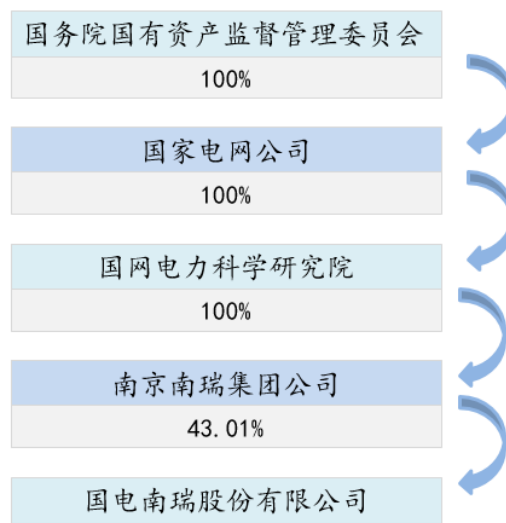 国务院国有资产监督管理委员会
100%
国家电网公司
100%
国网电力科学研究院
100%
南京南瑞集团公司
43.01%
国电南瑞股份有限公司